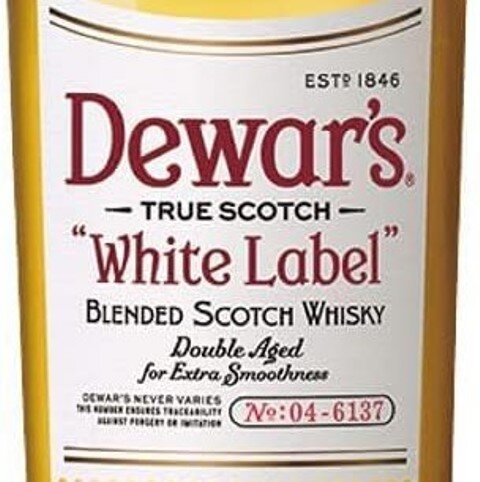 ESTD 1846
Dewar's®
TRUE SCOTCH
"White Label"
BLENDED SCOTCH WHISKY
Double Aged
for Extra Smoothness
DEWAR'S NEVER VARIES
THIS NUMBER ENSURES TRACEABILITY
AGAINST FORGERY OR IMITATION
No:04-6137